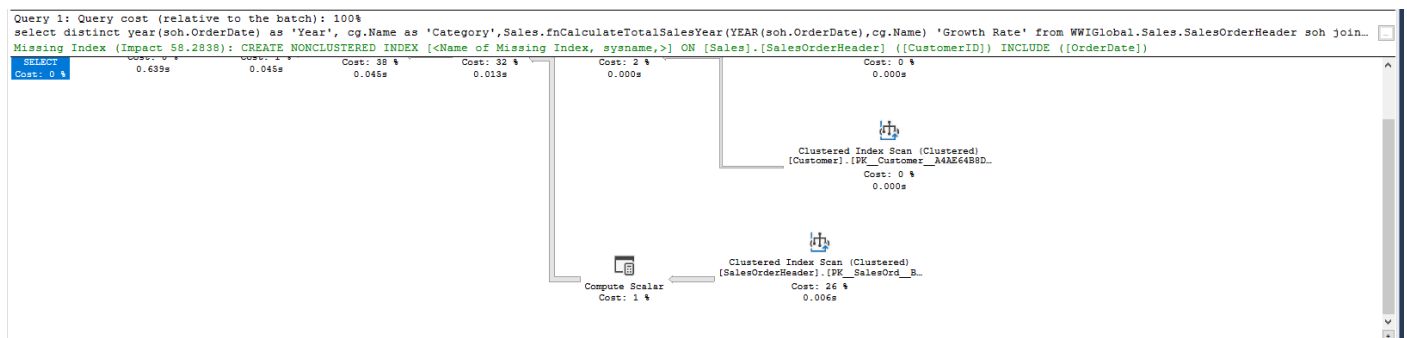 Query 1: Query cost (relative to the batch): 100%
select distinct year(soh.OrderDate) as 'Year', cg.Name as 'Category',Sales.fnCalculateTotalSalesYear(YEAR(soh.OrderDate),cg.Name) 'Growth Rate' from WWIGlobal.Sales.SalesOrderHeader soh join… ...
Missing Index (Impact 58.2838): CREATE NONCLUSTERED INDEX [<Name of Missing Index, sysname,>] ON [Sales].[SalesOrderHeader] ([CustomerID]) INCLUDE ([OrderDate])
SELECT Cost: 38 % Cost: 32 % Cost: 2 % Cost: 0 %
Cost: 0 % 0.639s 0.045s 0.045s 0.013s 0.000s 0.000s
Clustered Index Scan (Clustered)
[Customer].[PK__Customer__A4AE64B8D…
Cost: 0 %
0.000s
Clustered Index Scan (Clustered)
[SalesOrderHeader].[PK__SalesOrd__B…
Cost: 26 %
0.006s
Compute Scalar
Cost: 1 %